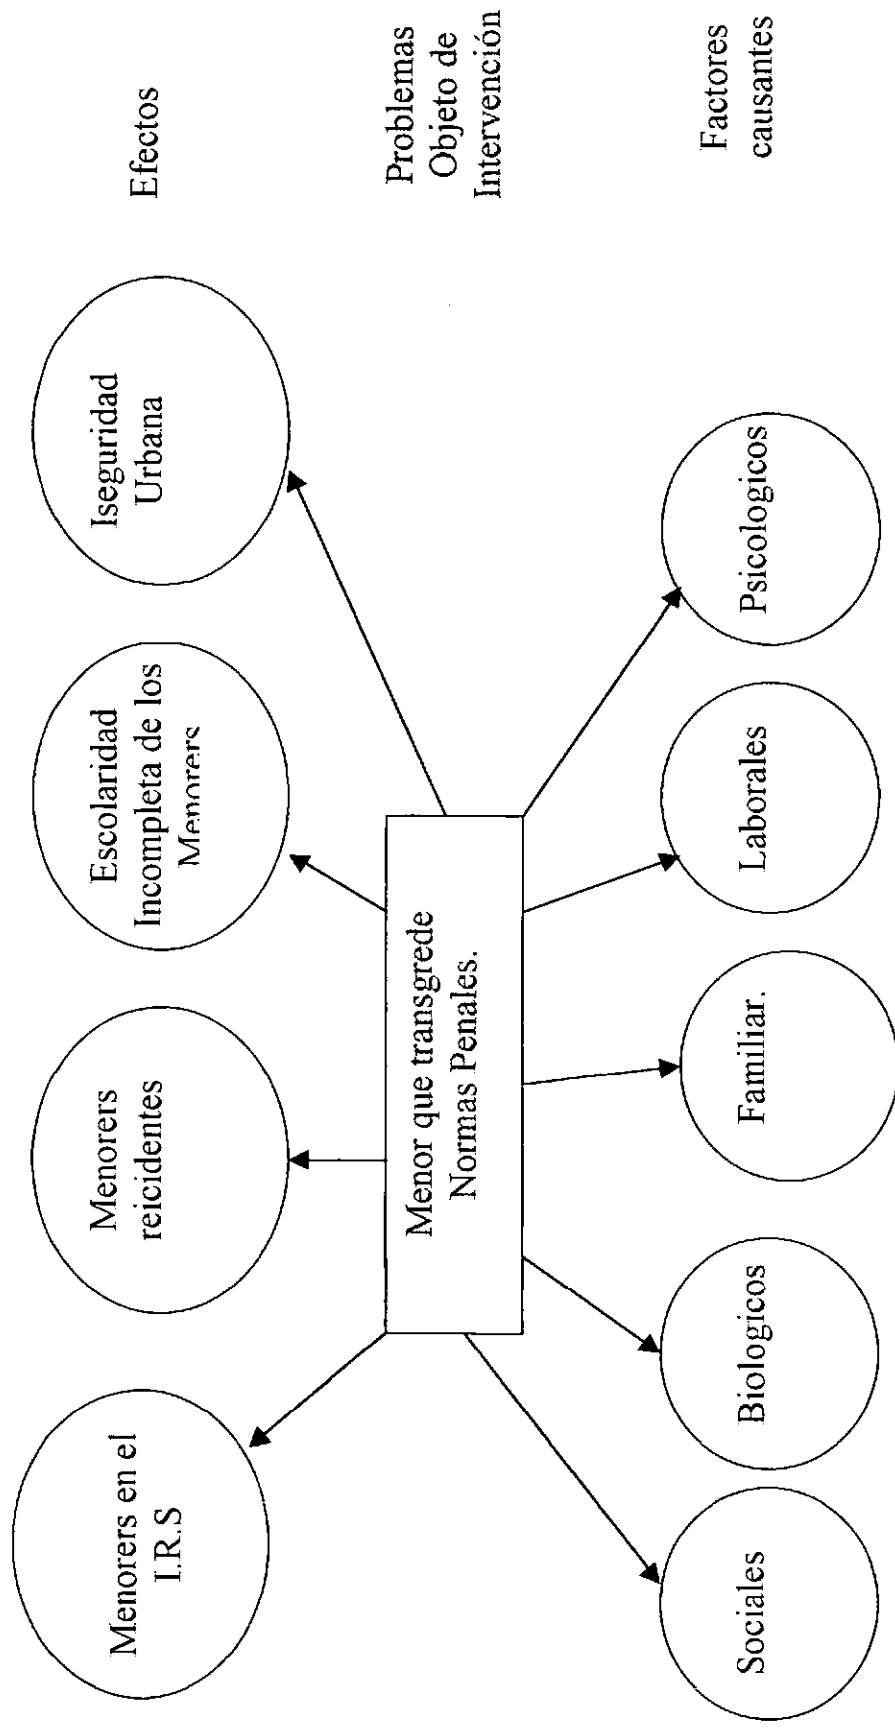 Menorers en el
I.R.S
Menorers
reicidentes
Escolaridad
Incompleta de los
Menorers
Iseguridad
Urbana
Efectos
Menor que transgrede
Normas Penales.
Problemas
Objeto de
Intervención
Sociales
Biologicos
Familiar.
Laborales
Psicologicos
Factores
causantes